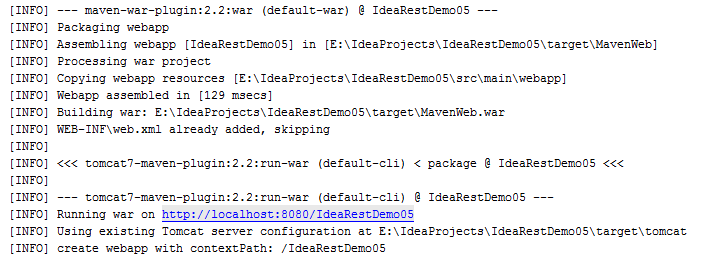 [INFO] --- maven-war-plugin:2.2:war (default-war) @ IdeaRestDemo05 ---
[INFO] Packaging webapp
[INFO] Assembling webapp [IdeaRestDemo05] in [E:\IdeaProjects\IdeaRestDemo05\target\MavenWeb]
[INFO] Processing war project
[INFO] Copying webapp resources [E:\IdeaProjects\IdeaRestDemo05\src\main\webapp]
[INFO] Webapp assembled in [129 msecs]
[INFO] Building war: E:\IdeaProjects\IdeaRestDemo05\target\MavenWeb.war
[INFO] WEB-INF\web.xml already added, skipping
[INFO]
[INFO] <<< tomcat7-maven-plugin:2.2:run-war (default-cli) < package @ IdeaRestDemo05 <<<
[INFO]
[INFO] --- tomcat7-maven-plugin:2.2:run-war (default-cli) @ IdeaRestDemo05 ---
[INFO] Running war on http://localhost:8080/IdeaRestDemo05
[INFO] Using existing Tomcat server configuration at E:\IdeaProjects\IdeaRestDemo05\target\tomcat
[INFO] create webapp with contextPath: /IdeaRestDemo05